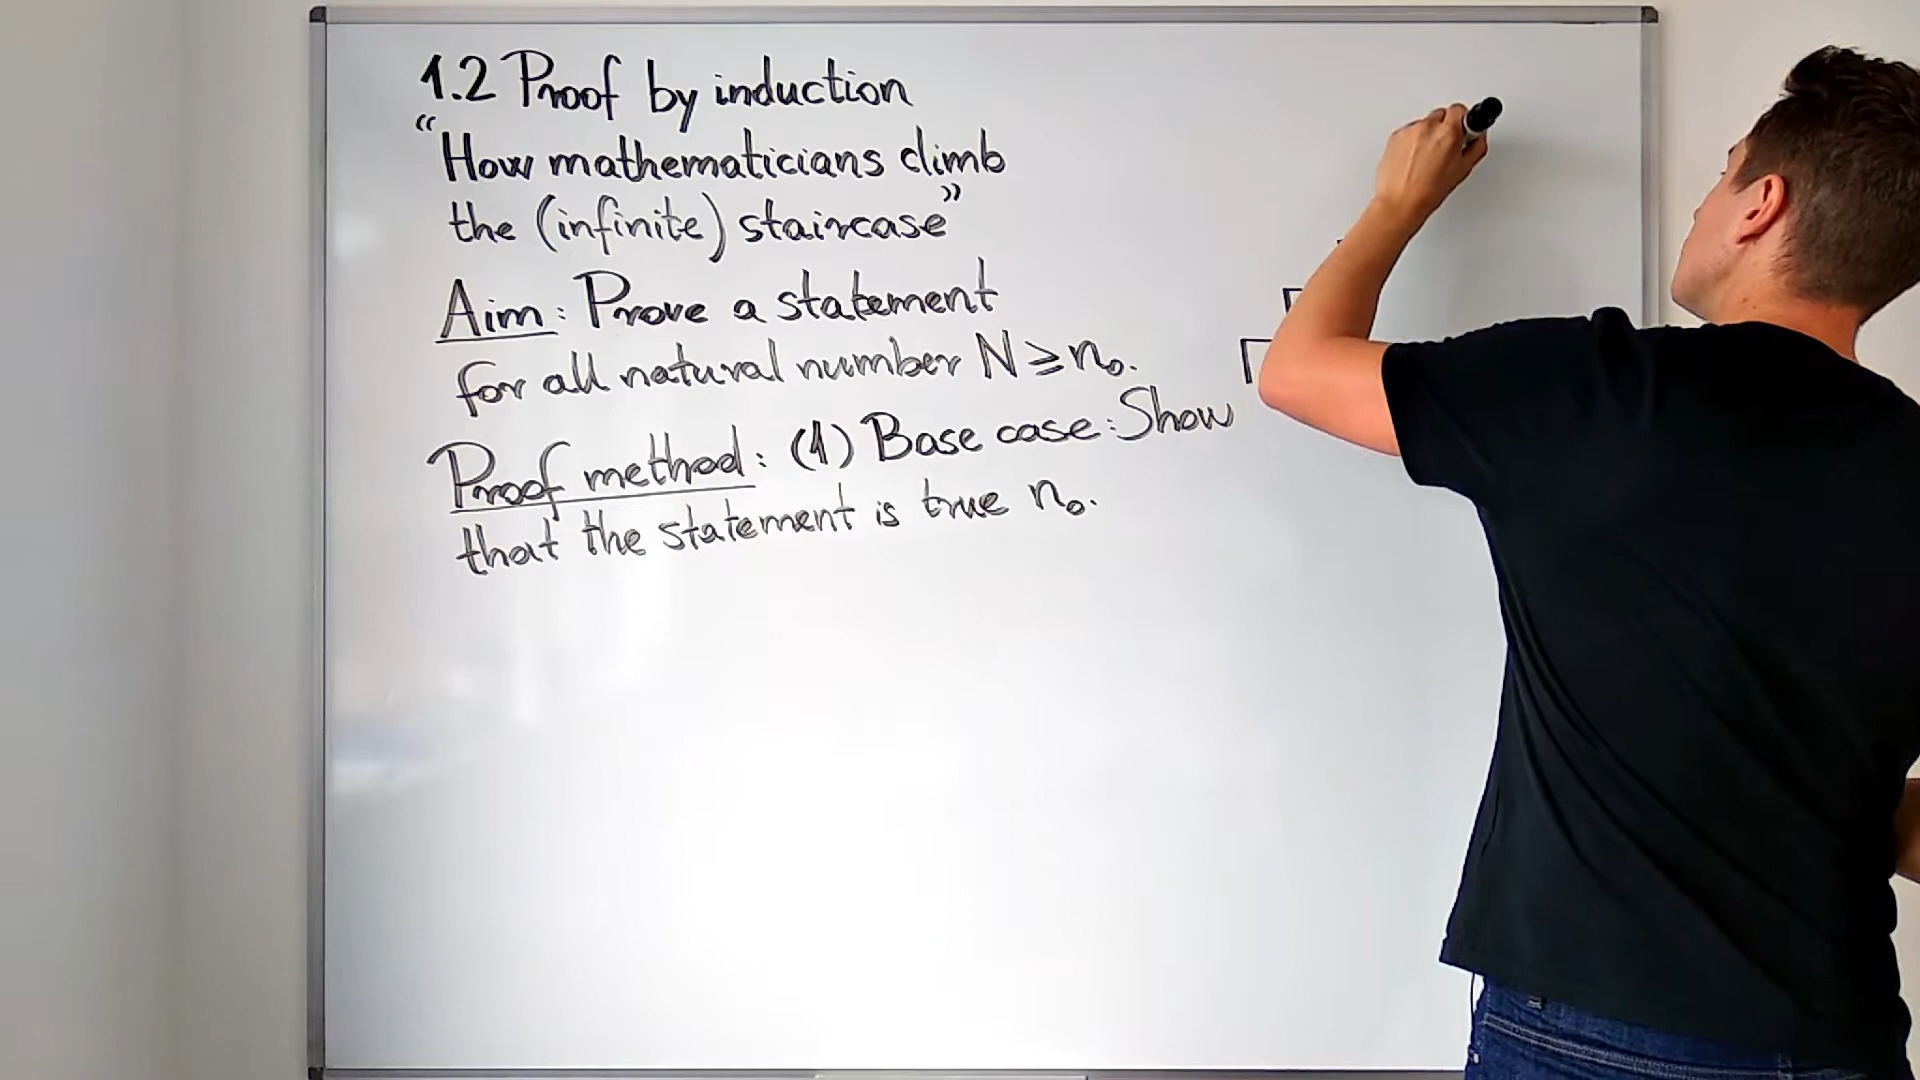 1.2 Proof by induction
“How mathematicians climb
the (infinite) staircase”
Aim: Prove a statement
for all natural number N ≥ n₀.
Proof method: (1) Base case: Show
that the statement is true n₀.